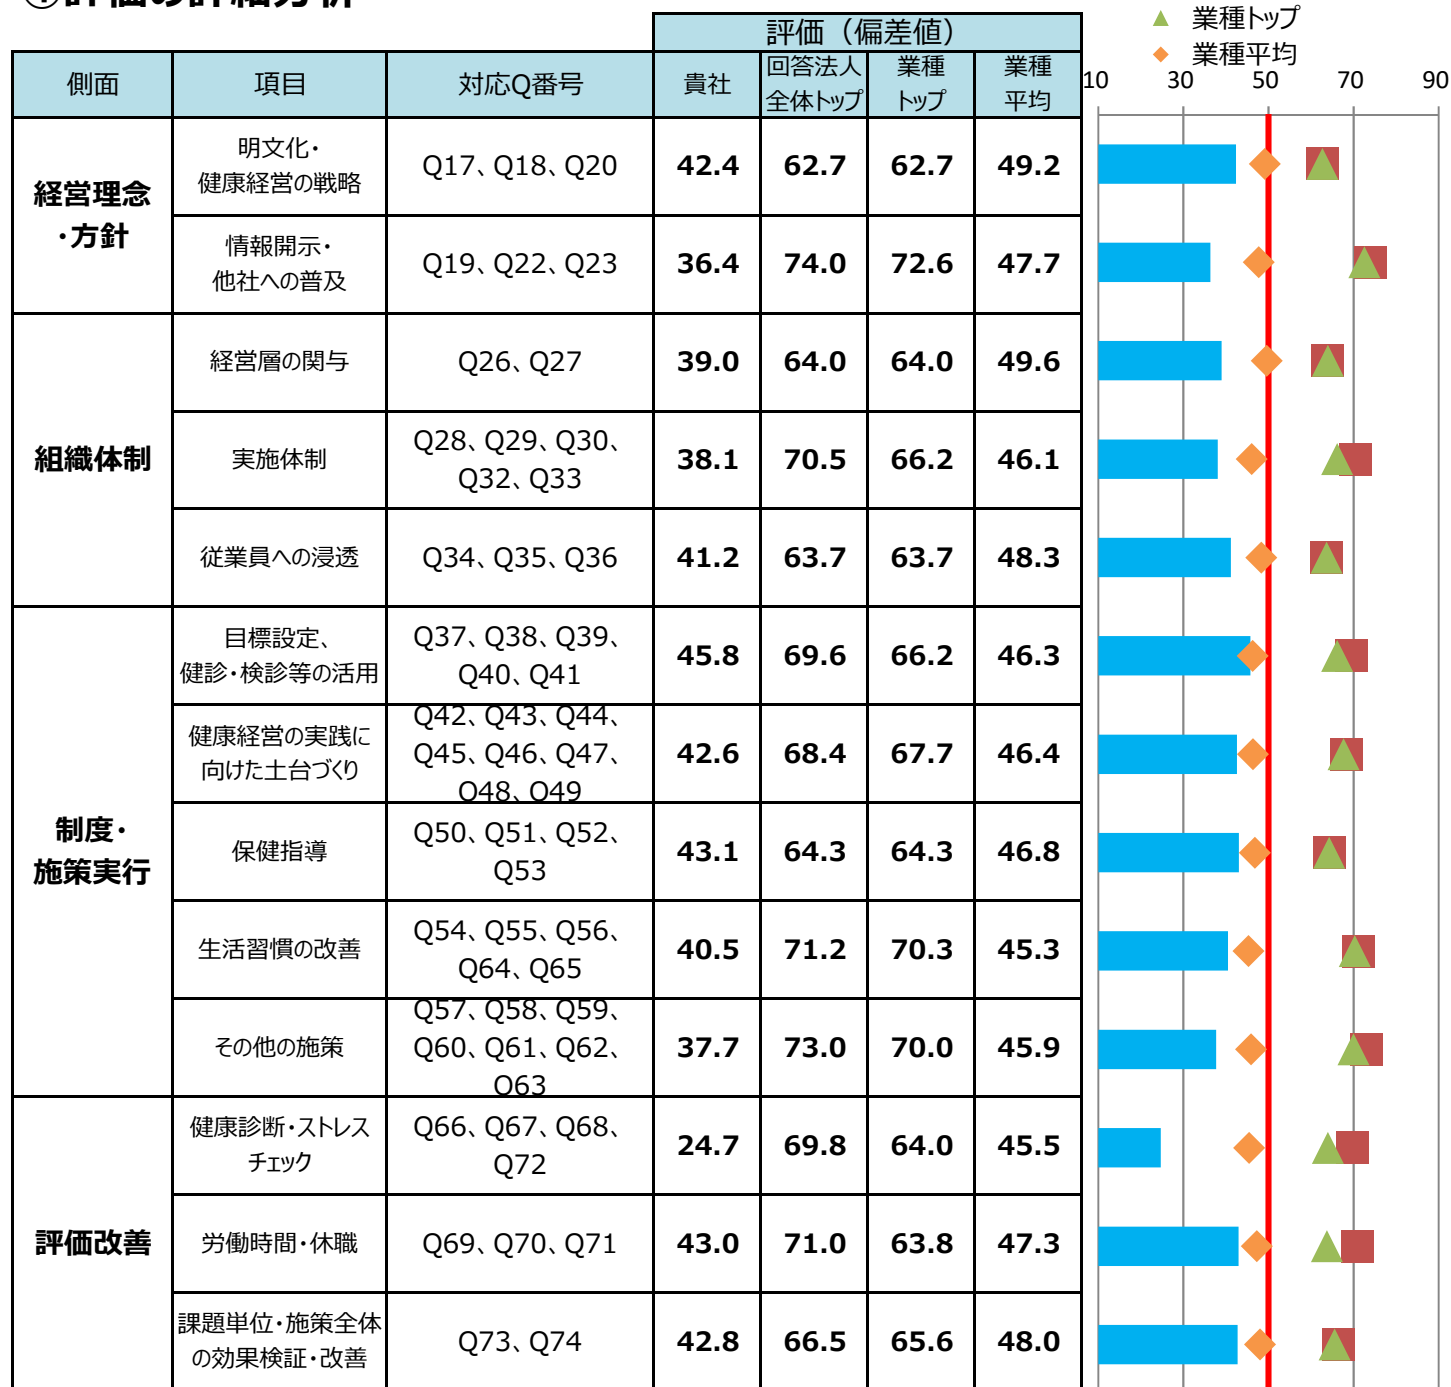 ④評価の詳細分析
▲ 業種トップ
◆ 業種平均
評価（偏差値）
側面 項目 対応Q番号 貴社 回答法人 業種 業種
全体トップ トップ 平均
10 30 50 70 90
経営理念
・方針
明文化・
健康経営の戦略
Q17、Q18、Q20 42.4 62.7 62.7 49.2
情報開示・
他社への普及
Q19、Q22、Q23 36.4 74.0 72.6 47.7
組織体制
経営層の関与 Q26、Q27 39.0 64.0 64.0 49.6
実施体制
Q28、Q29、Q30、
Q32、Q33
38.1 70.5 66.2 46.1
従業員への浸透 Q34、Q35、Q36 41.2 63.7 63.7 48.3
制度・
施策実行
目標設定、
健診・検診等の活用
Q37、Q38、Q39、
Q40、Q41
45.8 69.6 66.2 46.3
健康経営の実践に
向けた土台づくり
Q42、Q43、Q44、
Q45、Q46、Q47、
Q48、Q49
42.6 68.4 67.7 46.4
保健指導
Q50、Q51、Q52、
Q53
43.1 64.3 64.3 46.8
生活習慣の改善
Q54、Q55、Q56、
Q64、Q65
40.5 71.2 70.3 45.3
その他の施策
Q57、Q58、Q59、
Q60、Q61、Q62、
Q63
37.7 73.0 70.0 45.9
評価改善
健康診断・ストレス
チェック
Q66、Q67、Q68、
Q72
24.7 69.8 64.0 45.5
労働時間・休職 Q69、Q70、Q71 43.0 71.0 63.8 47.3
課題単位・施策全体
の効果検証・改善
Q73、Q74 42.8 66.5 65.6 48.0